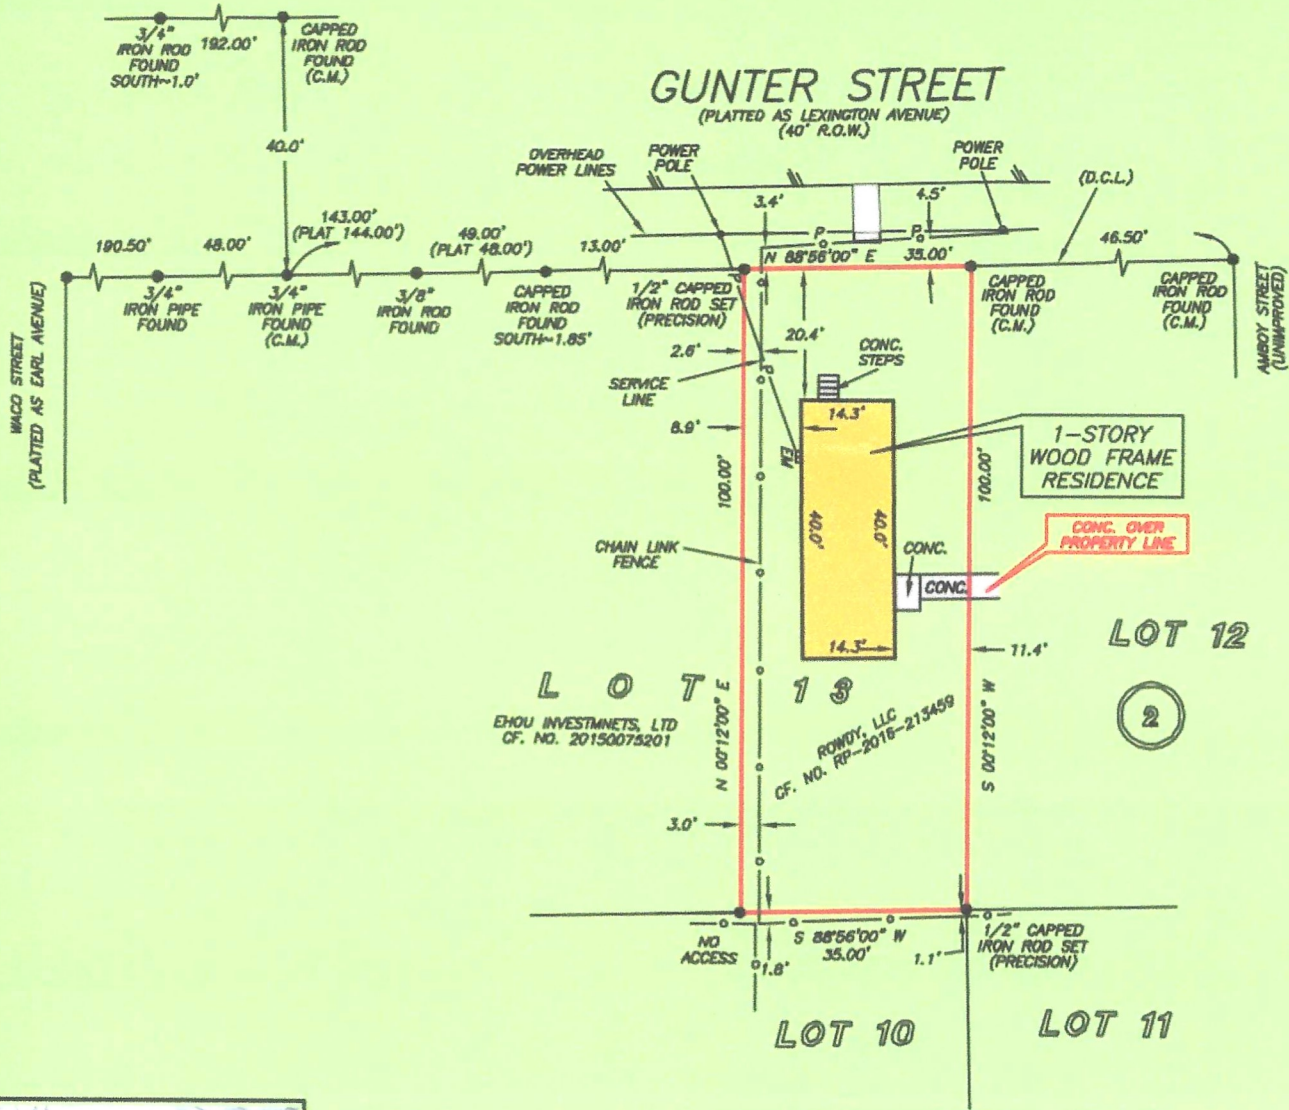 3/4"
IRON ROD
FOUND
SOUTH~1.0'
192.00'
CAPPED
IRON ROD
FOUND
(C.M.)
40.0'
GUNTER STREET
(PLATTED AS LEXINGTON AVENUE)
(40' R.O.W.)
OVERHEAD
POWER LINES
POWER
POLE
POWER
POLE
(D.C.L.)
3.4'
4.5'
P
P
190.50'
48.00'
143.00'
(PLAT 144.00')
49.00'
(PLAT 48.00')
13.00'
N 88°56'00" E
35.00'
46.50'
WACO STREET
(PLATTED AS EARL AVENUE)
3/4"
IRON PIPE
FOUND
3/4"
IRON PIPE
FOUND
(C.M.)
3/8"
IRON ROD
FOUND
CAPPED
IRON ROD
FOUND
SOUTH~1.85'
1/2" CAPPED
IRON ROD SET
(PRECISION)
CAPPED
IRON ROD
FOUND
(C.M.)
CAPPED
IRON ROD
FOUND
(C.M.)
AMBOY STREET
(UNIMPROVED)
20.4'
2.6'
SERVICE
LINE
CONC.
STEPS
14.3'
8.9'
EM
1-STORY
WOOD FRAME
RESIDENCE
100.00'
100.00'
40.0'
40.0'
CHAIN LINK
FENCE
CONC.
CONC.
CONC. OVER
PROPERTY LINE
14.3'
11.4'
LOT 12
LOT 13
2
EHOU INVESTMNETS, LTD
CF. NO. 20150075201
N 00°12'00" E
ROWDY, LLC
CF. NO. RP-2016-213459
S 00°12'00" W
3.0'
NO
ACCESS
S 88°56'00" W
35.00'
1.8'
1.1'
1/2" CAPPED
IRON ROD SET
(PRECISION)
LOT 10
LOT 11